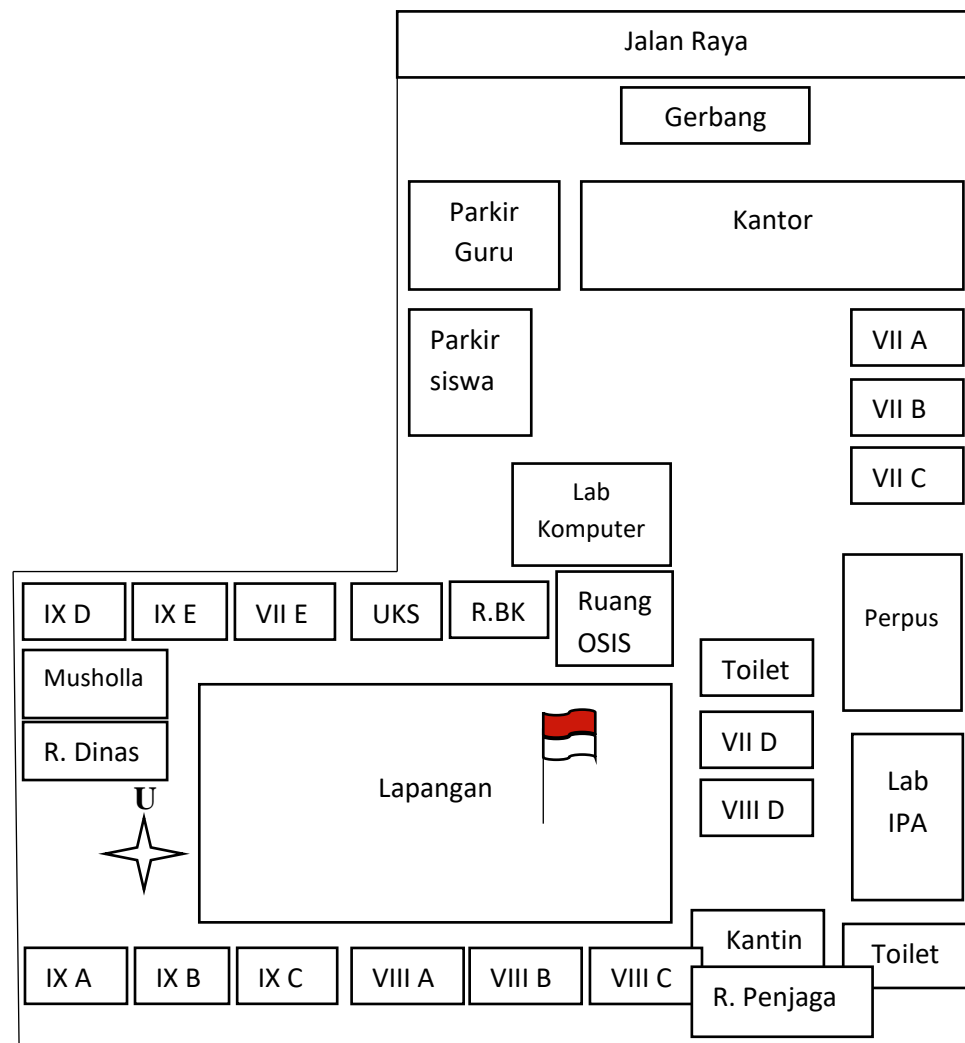 Jalan Raya
Gerbang
Parkir
Guru
Kantor
Parkir
siswa
VII A
VII B
VII C
Lab
Komputer
IX D
IX E
VII E
UKS
R.BK
Ruang
OSIS
Perpus
Musholla
Toilet
R. Dinas
VII D
U
Lapangan
VIII D
Lab
IPA
Kantin
Toilet
IX A
IX B
IX C
VIII A
VIII B
VIII C
R. Penjaga